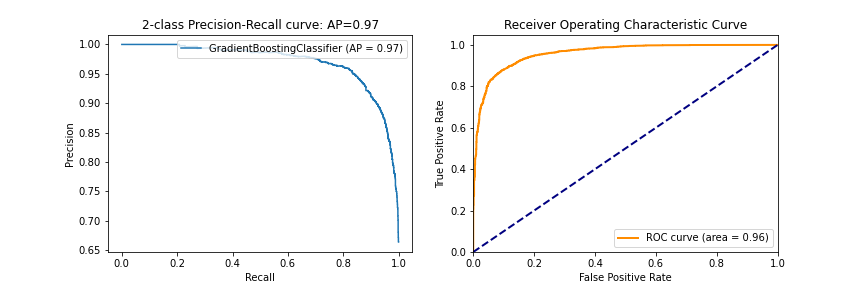 2-class Precision-Recall curve: AP=0.97
GradientBoostingClassifier (AP = 0.97)
1.00
0.95
0.90
0.85
0.80
0.75
0.70
0.65
Precision
0.0 0.2 0.4 0.6 0.8 1.0
Recall
Receiver Operating Characteristic Curve
1.0
0.8
0.6
0.4
0.2
0.0
True Positive Rate
ROC curve (area = 0.96)
0.0 0.2 0.4 0.6 0.8 1.0
False Positive Rate